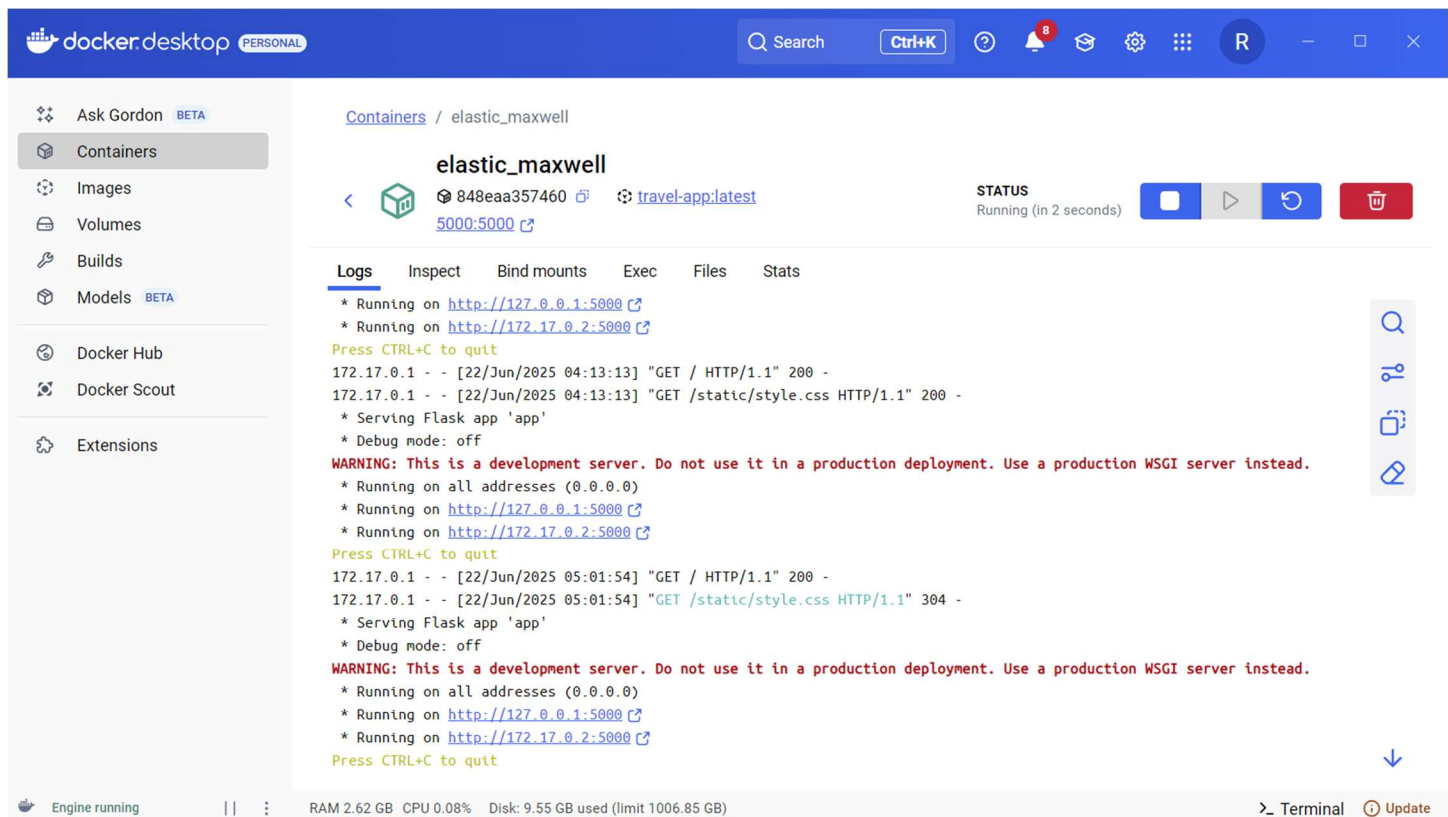 docker.desktop PERSONAL
Search Ctrl+K
8
R
Ask Gordon BETA
Containers
Images
Volumes
Builds
Models BETA
Docker Hub
Docker Scout
Extensions
Containers / elastic_maxwell
elastic_maxwell
848eaa357460 travel-app:latest
5000:5000
STATUS
Running (in 2 seconds)
Logs Inspect Bind mounts Exec Files Stats
* Running on http://127.0.0.1:5000
* Running on http://172.17.0.2:5000
Press CTRL+C to quit
172.17.0.1 - - [22/Jun/2025 04:13:13] "GET / HTTP/1.1" 200 -
172.17.0.1 - - [22/Jun/2025 04:13:13] "GET /static/style.css HTTP/1.1" 200 -
* Serving Flask app 'app'
* Debug mode: off
WARNING: This is a development server. Do not use it in a production deployment. Use a production WSGI server instead.
* Running on all addresses (0.0.0.0)
* Running on http://127.0.0.1:5000
* Running on http://172.17.0.2:5000
Press CTRL+C to quit
172.17.0.1 - - [22/Jun/2025 05:01:54] "GET / HTTP/1.1" 200 -
172.17.0.1 - - [22/Jun/2025 05:01:54] "GET /static/style.css HTTP/1.1" 304 -
* Serving Flask app 'app'
* Debug mode: off
WARNING: This is a development server. Do not use it in a production deployment. Use a production WSGI server instead.
* Running on all addresses (0.0.0.0)
* Running on http://127.0.0.1:5000
* Running on http://172.17.0.2:5000
Press CTRL+C to quit
Engine running
RAM 2.62 GB CPU 0.08% Disk: 9.55 GB used (limit 1006.85 GB)
>_ Terminal
Update